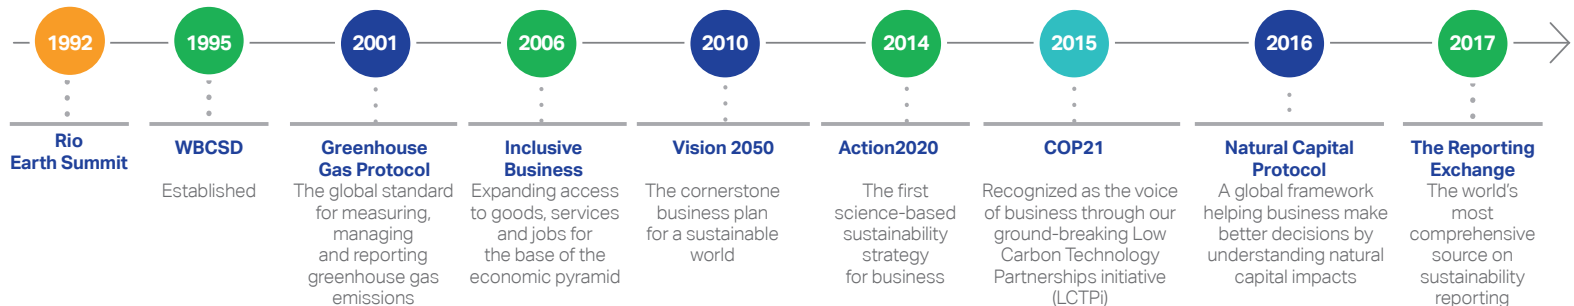 1992
Rio
Earth Summit
1995
WBCSD
Established
2001
Greenhouse
Gas Protocol
The global standard
for measuring,
managing
and reporting
greenhouse gas
emissions
2006
Inclusive
Business
Expanding access
to goods, services
and jobs for
the base of the
economic pyramid
2010
Vision 2050
The cornerstone
business plan
for a sustainable
world
2014
Action2020
The first
science-based
sustainability
strategy
for business
2015
COP21
Recognized as the voice
of business through our
ground-breaking Low
Carbon Technology
Partnerships initiative
(LCTPi)
2016
Natural Capital
Protocol
A global framework
helping business make
better decisions by
understanding natural
capital impacts
2017
The Reporting
Exchange
The world's
most
comprehensive
source on
sustainability
reporting